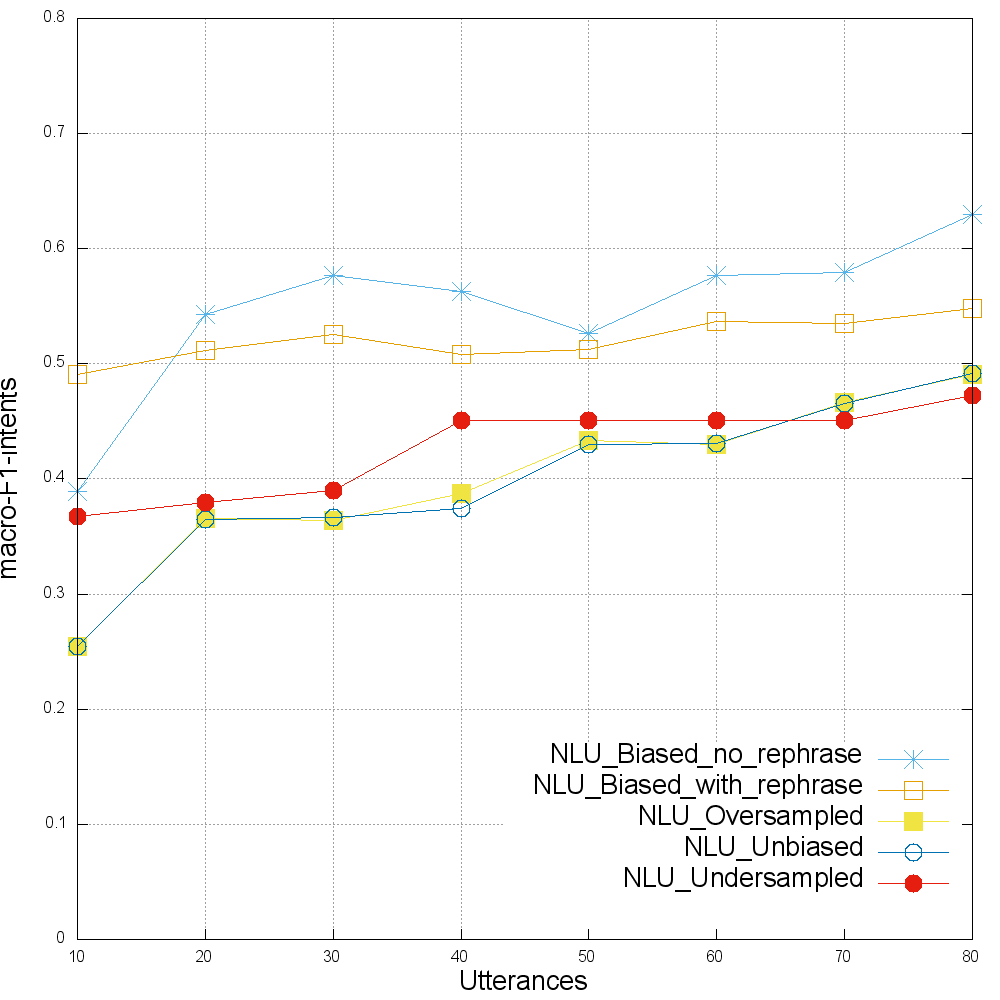 0.8
0.7
0.6
0.5
0.4
0.3
0.2
0.1
0
macro-F1-intents
NLU_Biased_no_rephrase
NLU_Biased_with_rephrase
NLU_Oversampled
NLU_Unbiased
NLU_Undersampled
10 20 30 40 50 60 70 80
Utterances